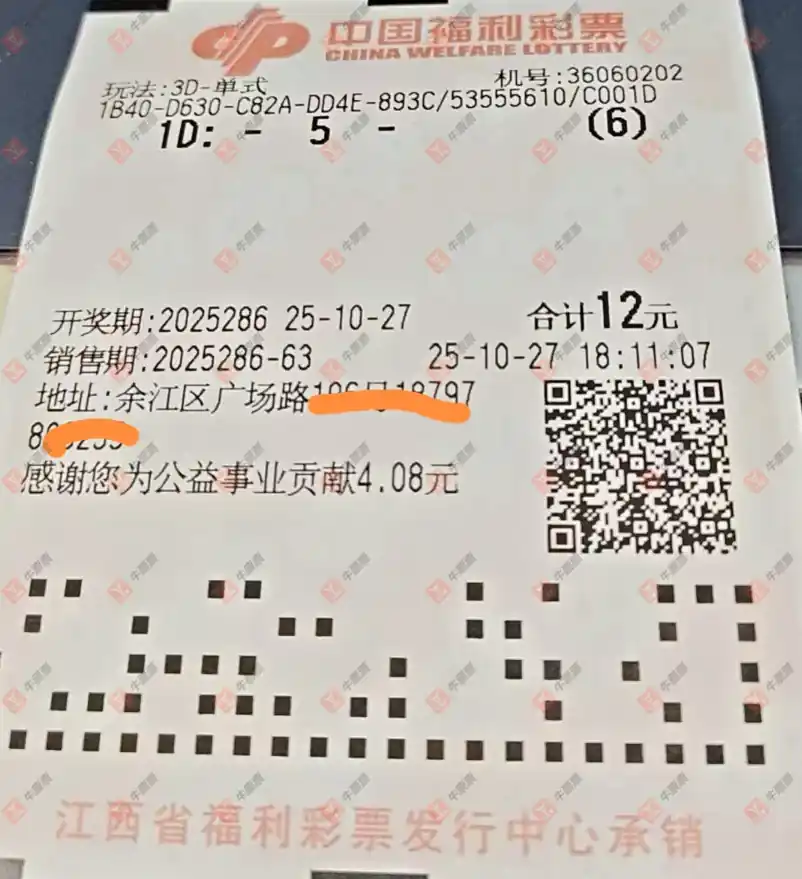 中国福利彩票
CHINA WELFARE LOTTERY
玩法:3D-单式 机号:36060202
1B40-D630-C82A-DD4E-893C/53555610/C001D
1D: - 5 - (6)
开奖期:2025286 25-10-27 合计12元
销售期:2025286-63 25-10-27 18:11:07
地址:余江区广场路
感谢您为公益事业贡献4.08元
江西省福利彩票发行中心承销
牛票票